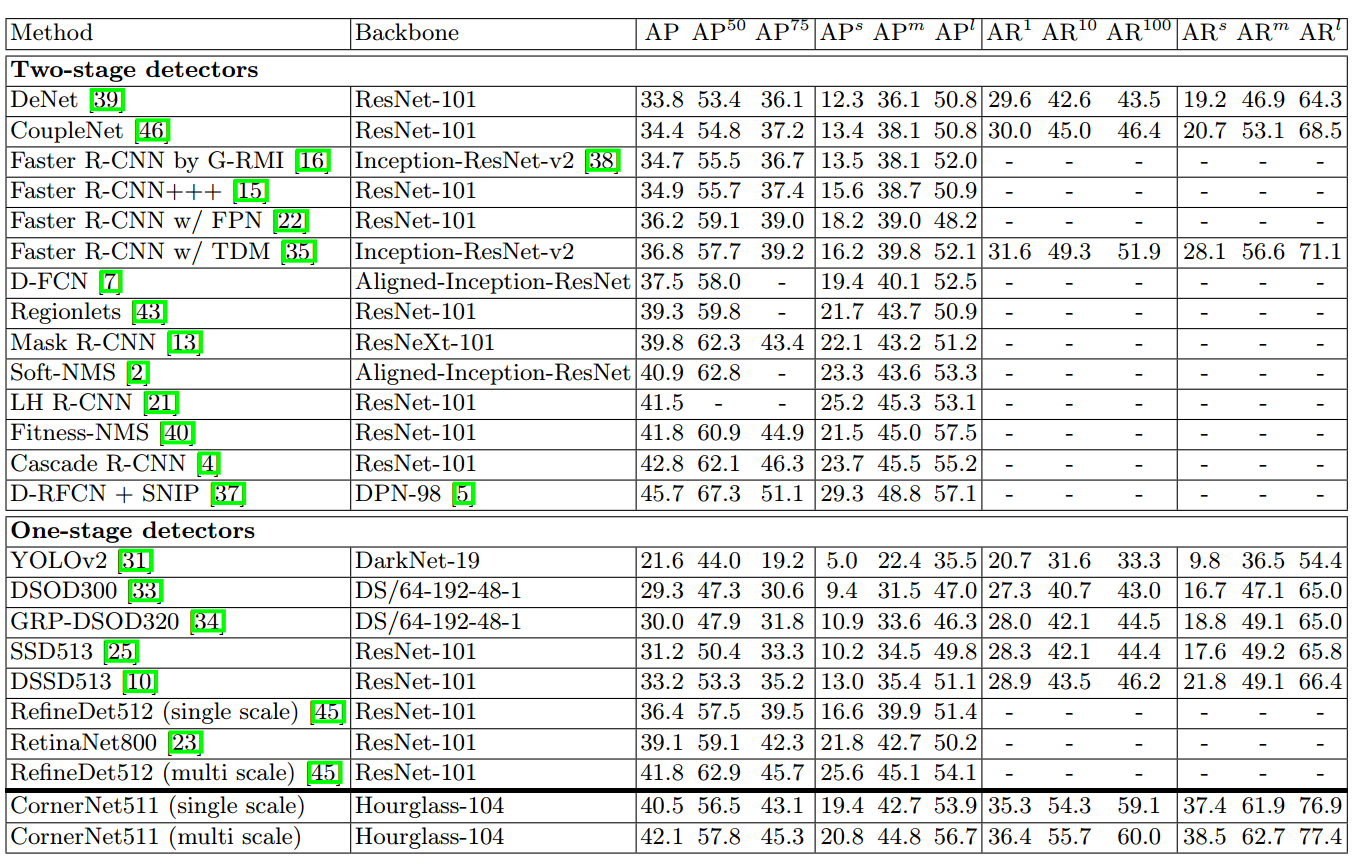 Method Backbone AP AP50 AP75 APs APm APl AR1 AR10 AR100 ARs ARm ARl
Two-stage detectors
DeNet [39] ResNet-101 33.8 53.4 36.1 12.3 36.1 50.8 29.6 42.6 43.5 19.2 46.9 64.3
CoupleNet [46] ResNet-101 34.4 54.8 37.2 13.4 38.1 50.8 30.0 45.0 46.4 20.7 53.1 68.5
Faster R-CNN by G-RMI [16] Inception-ResNet-v2 [38] 34.7 55.5 36.7 13.5 38.1 52.0 - - - - - -
Faster R-CNN+++ [15] ResNet-101 34.9 55.7 37.4 15.6 38.7 50.9 - - - - - -
Faster R-CNN w/ FPN [22] ResNet-101 36.2 59.1 39.0 18.2 39.0 48.2 - - - - - -
Faster R-CNN w/ TDM [35] Inception-ResNet-v2 36.8 57.7 39.2 16.2 39.8 52.1 31.6 49.3 51.9 28.1 56.6 71.1
D-FCN [7] Aligned-Inception-ResNet 37.5 58.0 - 19.4 40.1 52.5 - - - - - -
Regionlets [43] ResNet-101 39.3 59.8 - 21.7 43.7 50.9 - - - - - -
Mask R-CNN [13] ResNeXt-101 39.8 62.3 43.4 22.1 43.2 51.2 - - - - - -
Soft-NMS [2] Aligned-Inception-ResNet 40.9 62.8 - 23.3 43.6 53.3 - - - - - -
LH R-CNN [21] ResNet-101 41.5 - - 25.2 45.3 53.1 - - - - - -
Fitness-NMS [40] ResNet-101 41.8 60.9 44.9 21.5 45.0 57.5 - - - - - -
Cascade R-CNN [4] ResNet-101 42.8 62.1 46.3 23.7 45.5 55.2 - - - - - -
D-RFCN + SNIP [37] DPN-98 [5] 45.7 67.3 51.1 29.3 48.8 57.1 - - - - - -
One-stage detectors
YOLOv2 [31] DarkNet-19 21.6 44.0 19.2 5.0 22.4 35.5 20.7 31.6 33.3 9.8 36.5 54.4
DSOD300 [33] DS/64-192-48-1 29.3 47.3 30.6 9.4 31.5 47.0 27.3 40.7 43.0 16.7 47.1 65.0
GRP-DSOD320 [34] DS/64-192-48-1 30.0 47.9 31.8 10.9 33.6 46.3 28.0 42.1 44.5 18.8 49.1 65.0
SSD513 [25] ResNet-101 31.2 50.4 33.3 10.2 34.5 49.8 28.3 42.1 44.4 17.6 49.2 65.8
DSSD513 [10] ResNet-101 33.2 53.3 35.2 13.0 35.4 51.1 28.9 43.5 46.2 21.8 49.1 66.4
RefineDet512 (single scale) [45] ResNet-101 36.4 57.5 39.5 16.6 39.9 51.4 - - - - - -
RetinaNet800 [23] ResNet-101 39.1 59.1 42.3 21.8 42.7 50.2 - - - - - -
RefineDet512 (multi scale) [45] ResNet-101 41.8 62.9 45.7 25.6 45.1 54.1 - - - - - -
CornerNet511 (single scale) Hourglass-104 40.5 56.5 43.1 19.4 42.7 53.9 35.3 54.3 59.1 37.4 61.9 76.9
CornerNet511 (multi scale) Hourglass-104 42.1 57.8 45.3 20.8 44.8 56.7 36.4 55.7 60.0 38.5 62.7 77.4